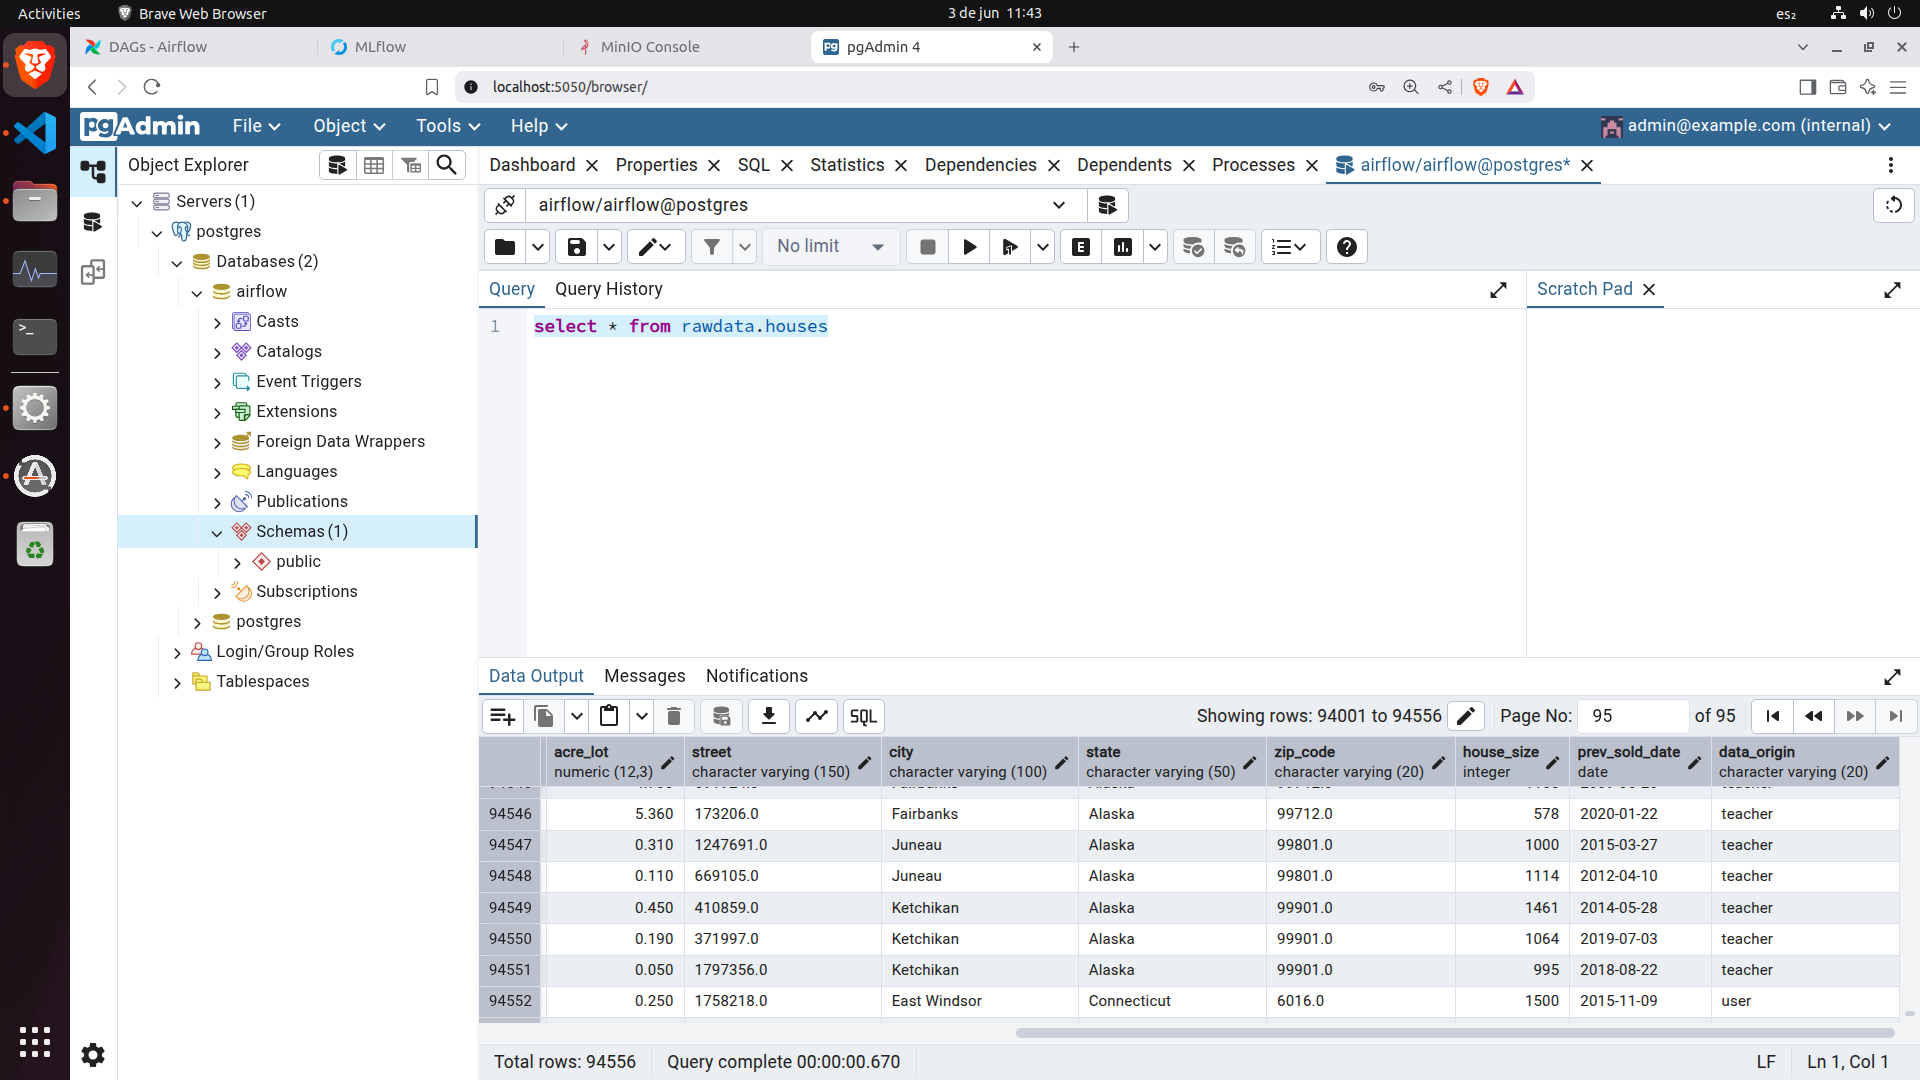 Activities
Brave Web Browser
3 de jun 11:43
es₂
DAGs - Airflow
MLflow
MinIO Console
pgAdmin 4
localhost:5050/browser/
pgAdmin
File
Object
Tools
Help
admin@example.com (internal)
Object Explorer
Servers (1)
postgres
Databases (2)
airflow
Casts
Catalogs
Event Triggers
Extensions
Foreign Data Wrappers
Languages
Publications
Schemas (1)
public
Subscriptions
postgres
Login/Group Roles
Tablespaces
Dashboard
Properties
SQL
Statistics
Dependencies
Dependents
Processes
airflow/airflow@postgres*
airflow/airflow@postgres
No limit
E
Query
Query History
Scratch Pad
1 select * from rawdata.houses
Data Output
Messages
Notifications
SQL
Showing rows: 94001 to 94556
Page No: 95 of 95
acre_lot street city state zip_code house_size prev_sold_date data_origin
numeric (12,3) character varying (150) character varying (100) character varying (50) character varying (20) integer date character varying (20)
94546 5.360 173206.0 Fairbanks Alaska 99712.0 578 2020-01-22 teacher
94547 0.310 1247691.0 Juneau Alaska 99801.0 1000 2015-03-27 teacher
94548 0.110 669105.0 Juneau Alaska 99801.0 1114 2012-04-10 teacher
94549 0.450 410859.0 Ketchikan Alaska 99901.0 1461 2014-05-28 teacher
94550 0.190 371997.0 Ketchikan Alaska 99901.0 1064 2019-07-03 teacher
94551 0.050 1797356.0 Ketchikan Alaska 99901.0 995 2018-08-22 teacher
94552 0.250 1758218.0 East Windsor Connecticut 6016.0 1500 2015-11-09 user
Total rows: 94556
Query complete 00:00:00.670
LF
Ln 1, Col 1